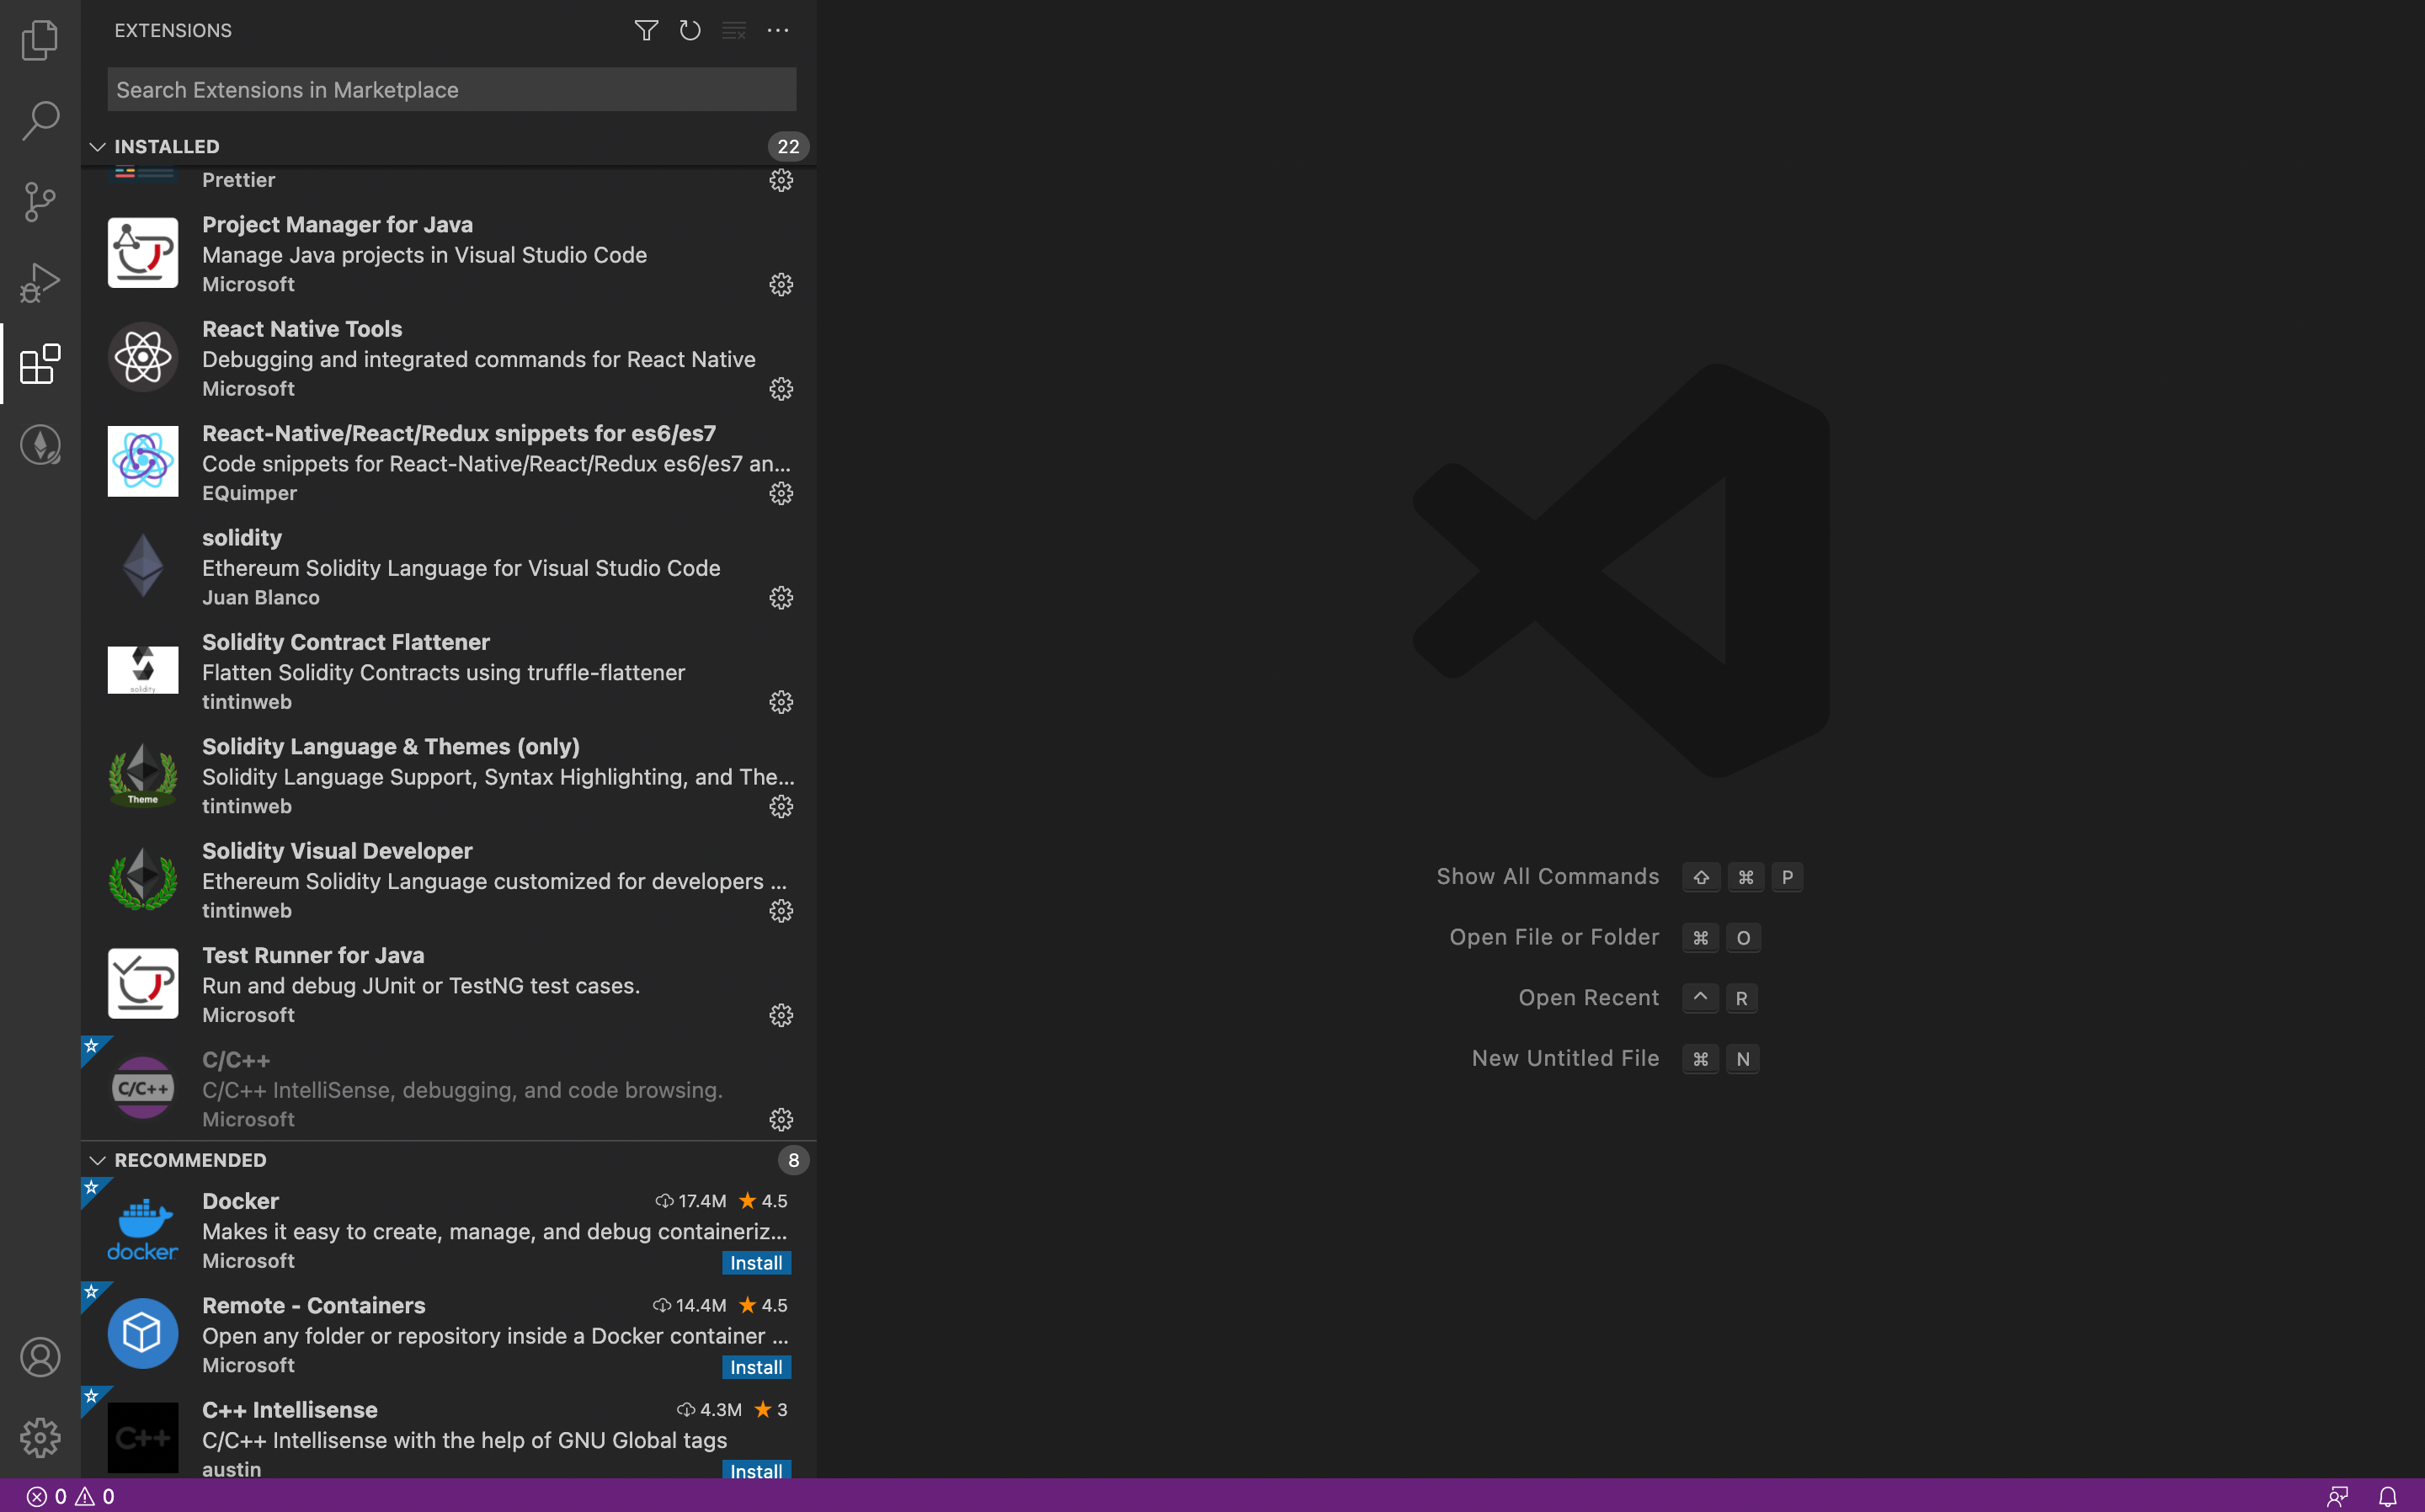 EXTENSIONS
Search Extensions in Marketplace
INSTALLED 22
Prettier
Project Manager for Java
Manage Java projects in Visual Studio Code
Microsoft
React Native Tools
Debugging and integrated commands for React Native
Microsoft
React-Native/React/Redux snippets for es6/es7
Code snippets for React-Native/React/Redux es6/es7 an...
EQuimper
solidity
Ethereum Solidity Language for Visual Studio Code
Juan Blanco
solidity
Solidity Contract Flattener
Flatten Solidity Contracts using truffle-flattener
tintinweb
Theme
Solidity Language & Themes (only)
Solidity Language Support, Syntax Highlighting, and The...
tintinweb
Solidity Visual Developer
Ethereum Solidity Language customized for developers ...
tintinweb
Test Runner for Java
Run and debug JUnit or TestNG test cases.
Microsoft
C/C++
C/C++
C/C++ IntelliSense, debugging, and code browsing.
Microsoft
RECOMMENDED 8
docker
Docker 17.4M 4.5
Makes it easy to create, manage, and debug containeriz...
Microsoft Install
Remote - Containers 14.4M 4.5
Open any folder or repository inside a Docker container ...
Microsoft Install
C++
C++ Intellisense 4.3M 3
C/C++ Intellisense with the help of GNU Global tags
austin Install
0 0
Show All Commands ⇧ ⌘ P
Open File or Folder ⌘ O
Open Recent ⌃ R
New Untitled File ⌘ N